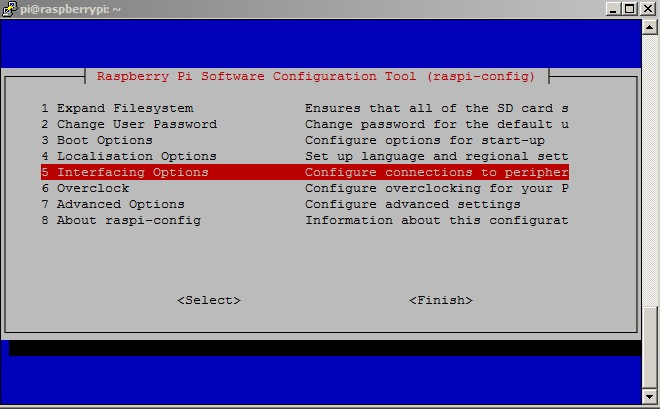 pi@raspberrypi: ~
Raspberry Pi Software Configuration Tool (raspi-config)
1 Expand Filesystem Ensures that all of the SD card s
2 Change User Password Change password for the default u
3 Boot Options Configure options for start-up
4 Localisation Options Set up language and regional sett
5 Interfacing Options Configure connections to peripher
6 Overclock Configure overclocking for your P
7 Advanced Options Configure advanced settings
8 About raspi-config Information about this configurat
<Select> <Finish>